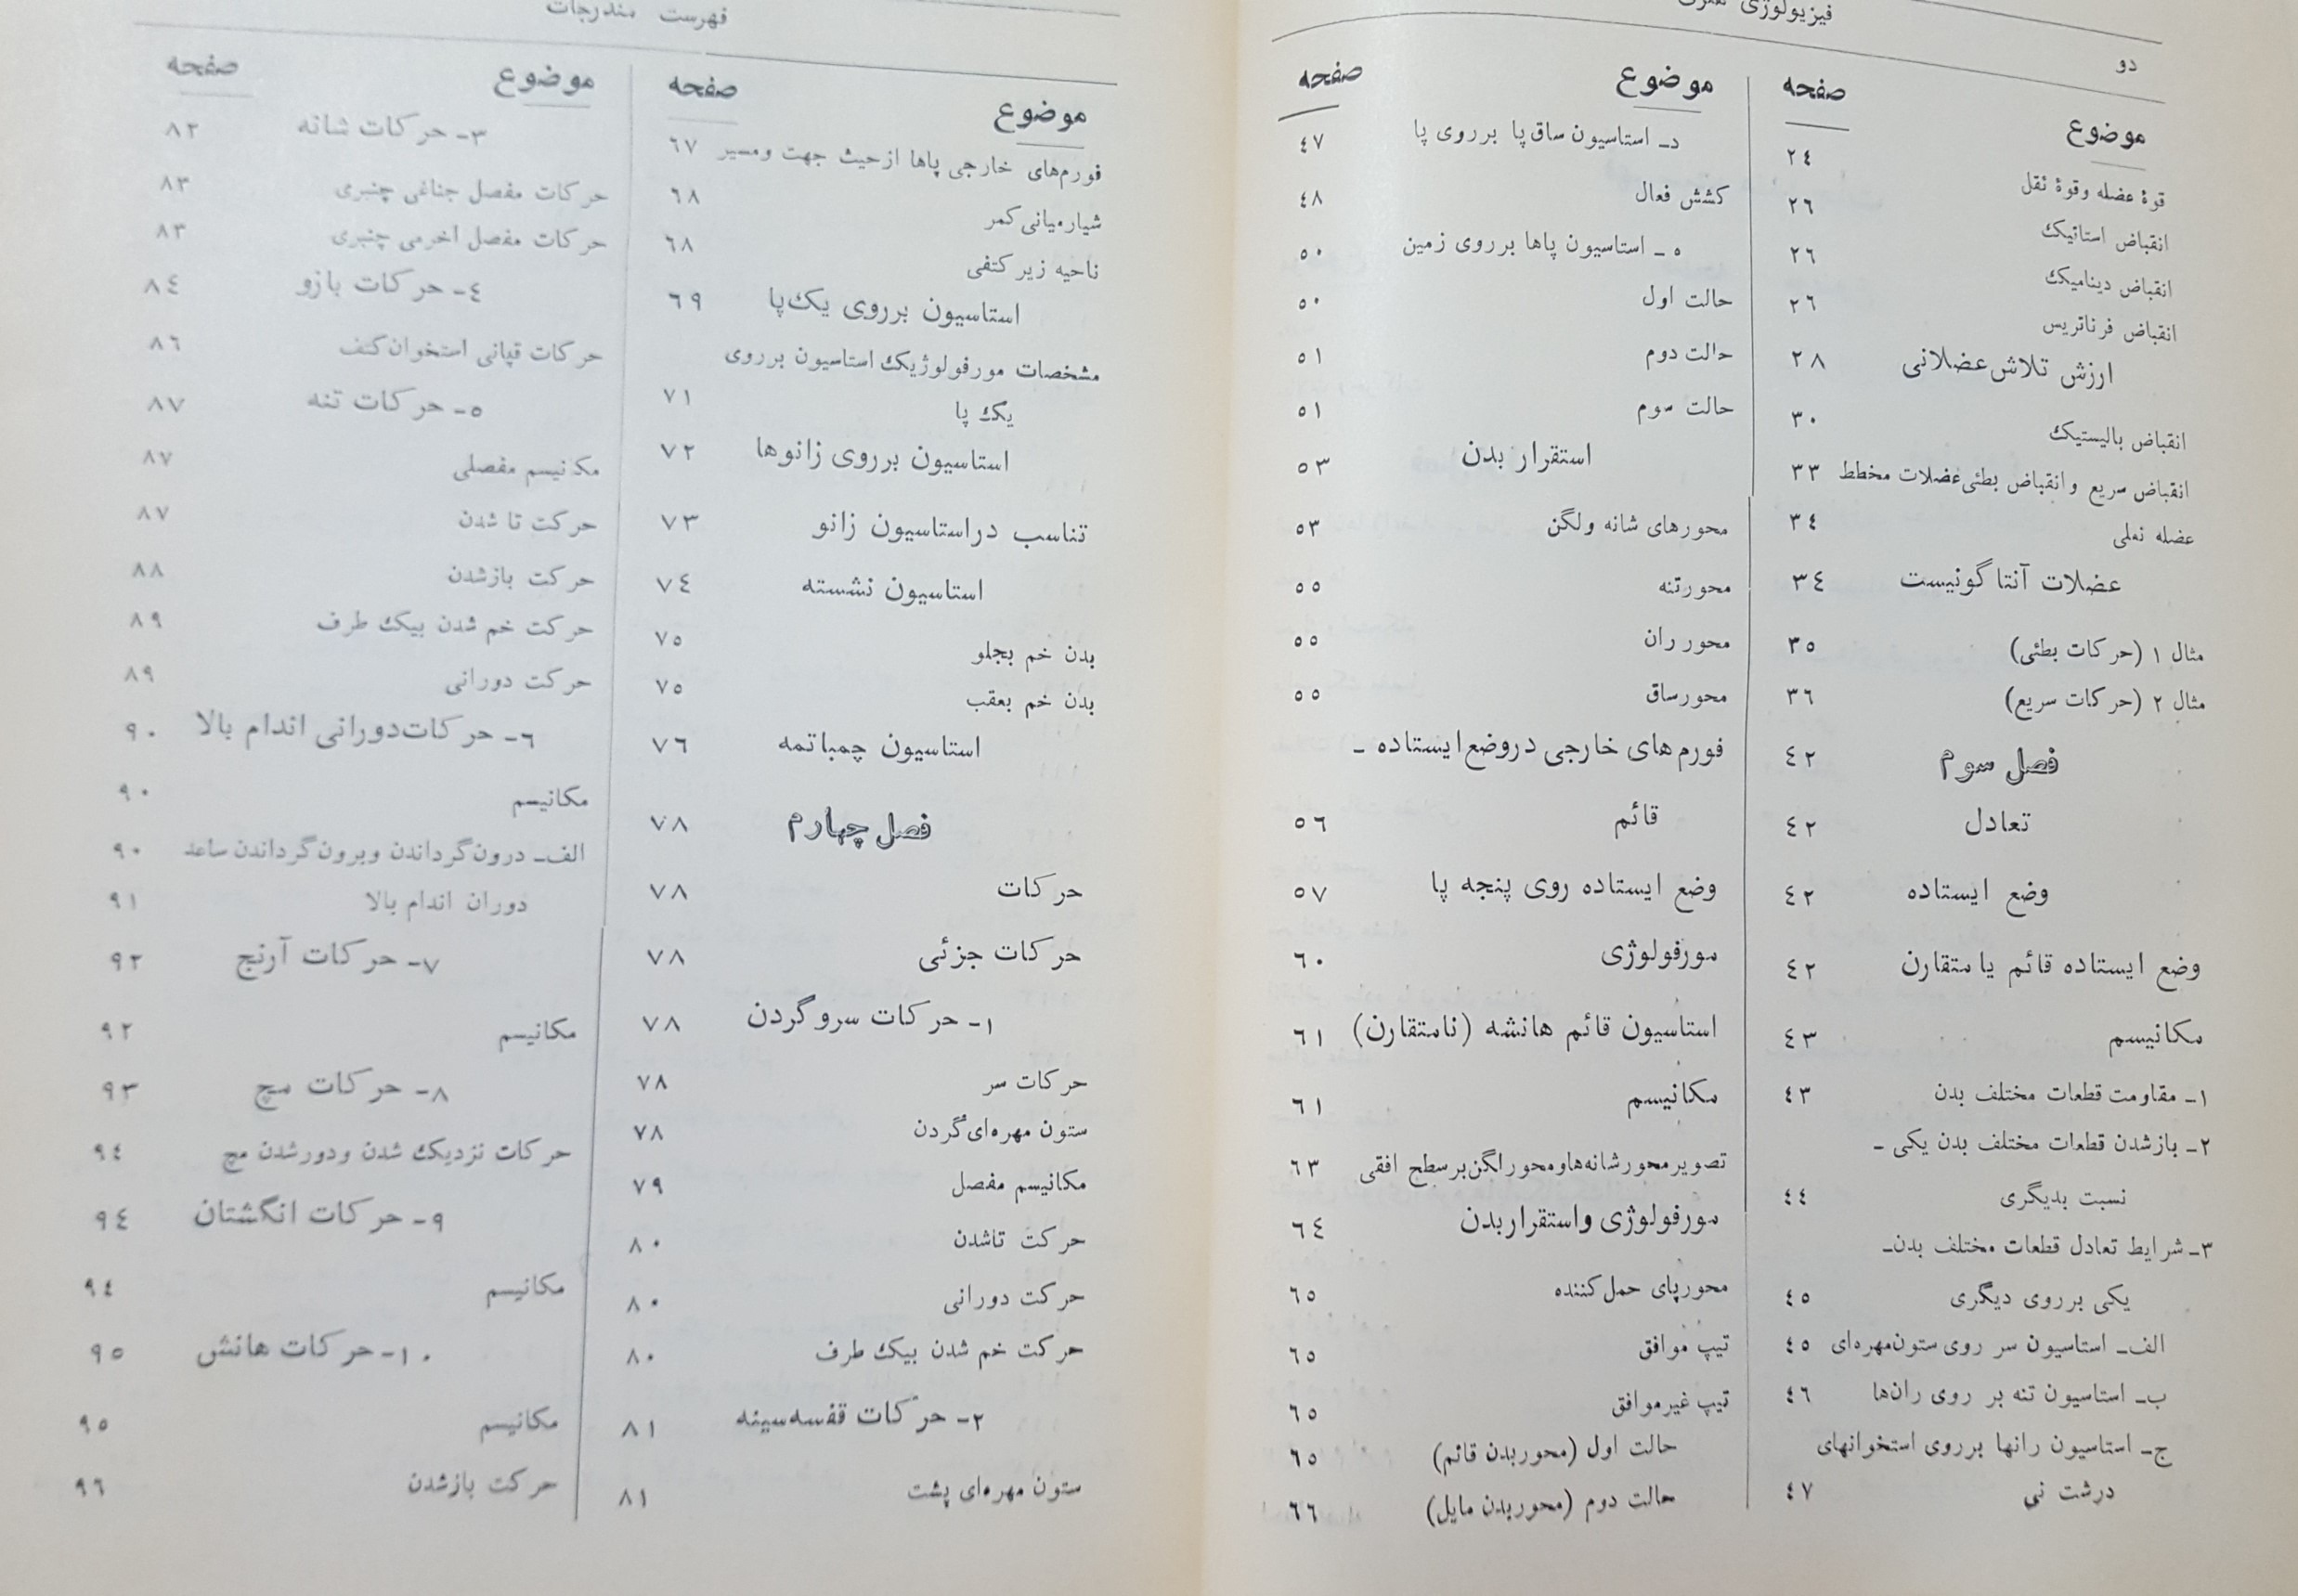 فیزیولوژی
دو
موضوع صفحه
قوهٔ عضله وقوهٔ ثقل ٢٤
انقباض استاتیك ٢٦
انقباض دینامیك ٢٦
انقباض فرناتریس ٢٦
ارزش تلاش عضلانی ٢٨
انقباض بالیستیك ٣٠
انقباض سریع و انقباض بطئی عضلات مخطط ٣٣
عضله نعلی ٣٤
عضلات آنتاگونیست ٣٤
مثال ١ (حرکات بطئی) ٣٥
مثال ٢ (حرکات سریع) ٣٦
فصل سوم ٤٢
تعادل ٤٢
وضع ایستاده ٤٢
وضع ایستاده قائم یا متقارن ٤٢
مکانیسم ٤٣
١ـ مقاومت قطعات مختلف بدن ٤٣
٢ـ بازشدن قطعات مختلف بدن یکی ـ
نسبت بدیگری ٤٤
٣ـ شرایط تعادل قطعات مختلف بدن‌ـ
یکی برروی دیگری ٤٥
الف‌ـ استاسیون سر روی ستون‌مهره‌ای ٤٥
ب‌ـ استاسیون تنه بر روی ران‌ها ٤٦
ج‌ـ استاسیون رانها برروی استخوانهای
درشت نی ٤٧
موضوع صفحه
د‌ـ استاسیون ساق پا برروی پا ٤٧
کشش فعال ٤٨
ه ـ استاسیون پاها برروی زمین ٥٠
حالت اول ٥٠
حالت دوم ٥١
حالت سوم ٥١
استقرار بدن ٥٣
محورهای شانه ولگن ٥٣
محورتنه ٥٥
محور ران ٥٥
محورساق ٥٥
فورم‌های خارجی دروضع ایستاده ـ
قائم ٥٦
وضع ایستاده روی پنجه پا ٥٧
مورفولوژی ٦٠
استاسیون قائم هانشه (نامتقارن) ٦١
مکانیسم ٦١
تصویرمحورشانه‌هاومحورلگن‌برسطح افقی ٦٣
مورفولوژی واستقراربدن ٦٤
محورپای حمل‌کننده ٦٥
تیپ موافق ٦٥
تیپ غیرموافق ٦٥
حالت اول (محوربدن قائم) ٦٥
حالت دوم (محوربدن مایل) ٦٦
فهرست مندرجات
موضوع صفحه
فورم‌های خارجی پاها ازحیث جهت ومسیر ٦٧
شیارمیانی کمر ٦٨
ناحیه زیر کتفی ٦٨
استاسیون برروی یك‌پا ٦٩
مشخصات مورفولوژیك استاسیون برروی
یك پا ٧١
استاسیون برروی زانوها ٧٢
تناسب دراستاسیون زانو ٧٣
استاسیون نشسته ٧٤
بدن خم بجلو ٧٥
بدن خم بعقب ٧٥
استاسیون چمباتمه ٧٦
فصل چهارم ٧٨
حرکات ٧٨
حرکات جزئی ٧٨
١ـ حرکات سروگردن ٧٨
حرکات سر ٧٨
ستون مهره‌ای گردن ٧٨
مکانیسم مفصل ٧٩
حرکت تاشدن ٨٠
حرکت دورانی ٨٠
حرکت خم شدن بیك طرف ٨٠
٢ـ حرکات قفسه‌سینه ٨١
ستون مهره‌ای پشت ٨١
موضوع صفحه
٣ـ حرکات شانه ٨٢
حرکات مفصل جناغی چنبری ٨٣
حرکات مفصل اخرمی چنبری ٨٣
٤ـ حرکات بازو ٨٤
حرکات قپانی استخوان‌کتف ٨٦
٥ـ حرکات تنه ٨٧
مکانیسم مفصلی ٨٧
حرکت تا شدن ٨٧
حرکت بازشدن ٨٨
حرکت خم شدن بیك طرف ٨٩
حرکت دورانی ٨٩
٦ـ حرکات‌دورانی اندام بالا ٩٠
مکانیسم ٩٠
الف‌ـ درون‌گرداندن وبرون‌گرداندن ساعد ٩٠
دوران اندام بالا ٩١
٧ـ حرکات آرنج ٩٢
مکانیسم ٩٢
٨ـ حرکات مچ ٩٣
حرکات نزدیك شدن ودورشدن مچ ٩٤
٩ـ حرکات انگشتان ٩٤
مکانیسم ٩٤
١٠ـ حرکات هانش ٩٥
مکانیسم ٩٥
حرکت بازشدن ٩٦